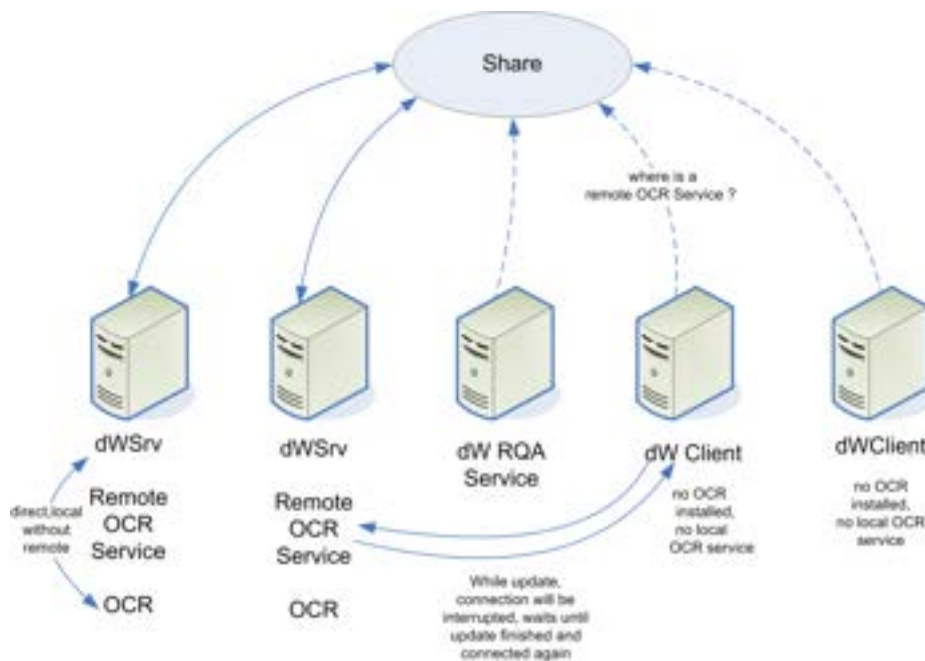 Share
where is a
remote OCR Service ?
dWSrv
dWSrv
dW RQA
Service
dW Client
dWClient
direct,local
without
remote
Remote
OCR
Service
OCR
Remote
OCR
Service
OCR
While update,
connection will be
interrupted, waits until
update finished and
connected again
no OCR
installed,
no local
OCR service
no OCR
installed,
no local OCR
service